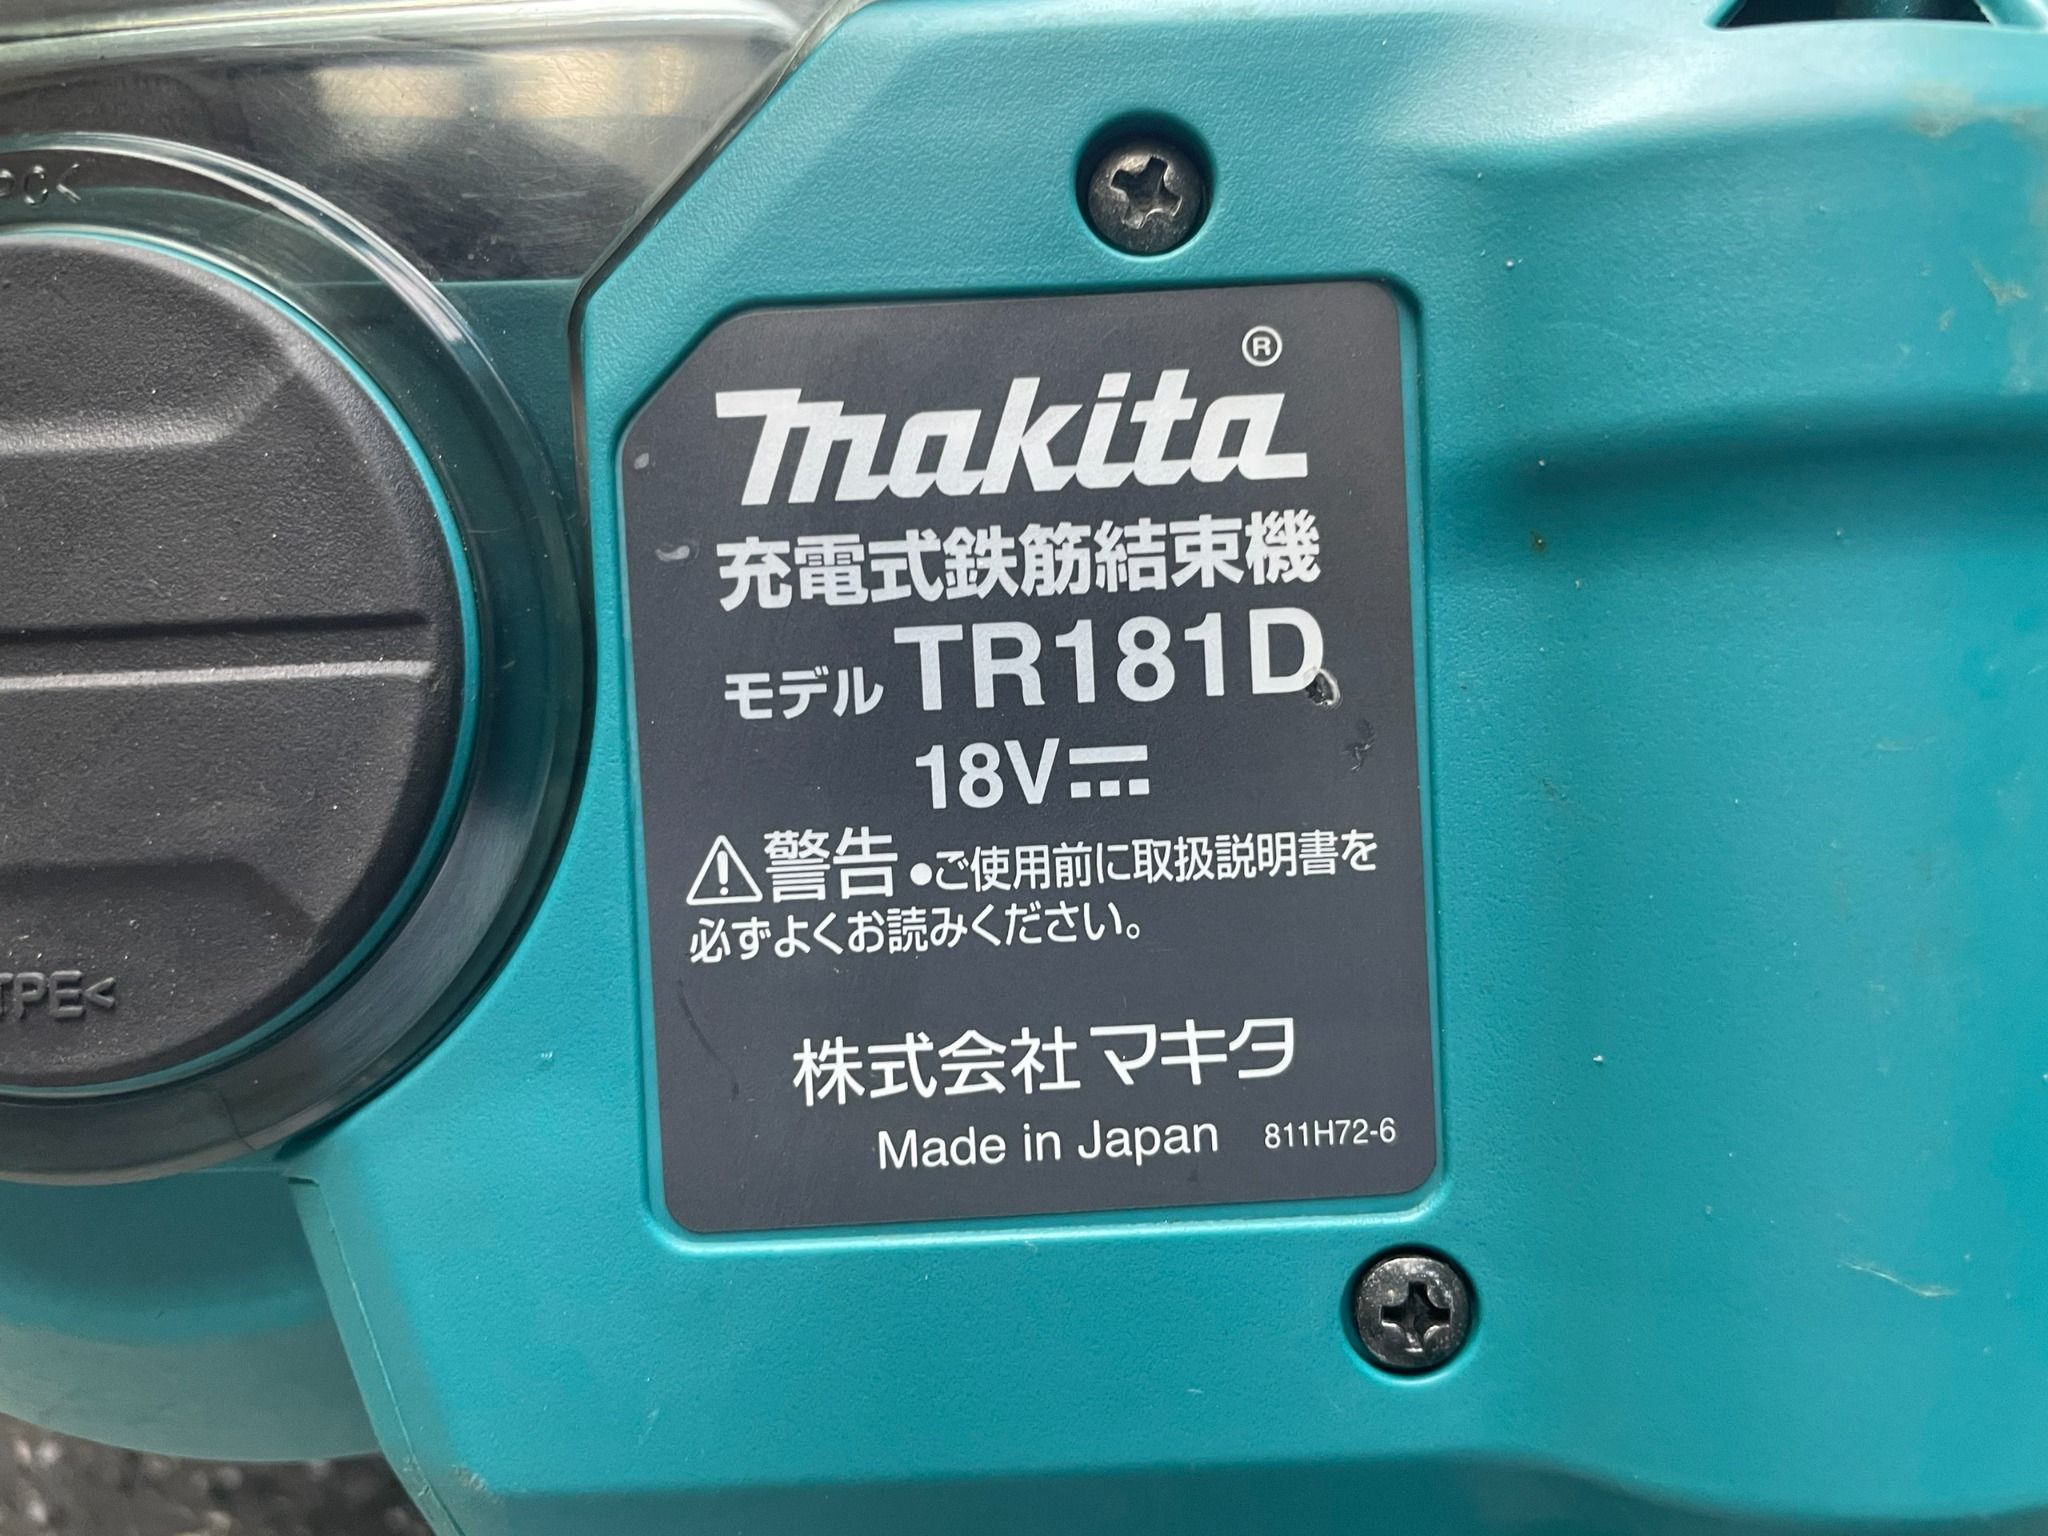 PC<
makita®
充電式鉄筋結束機
モデル TR181D
18V⎓
⚠警告 ●ご使用前に取扱説明書を
必ずよくお読みください。
株式会社マキタ
Made in Japan 811H72-6
TPE<